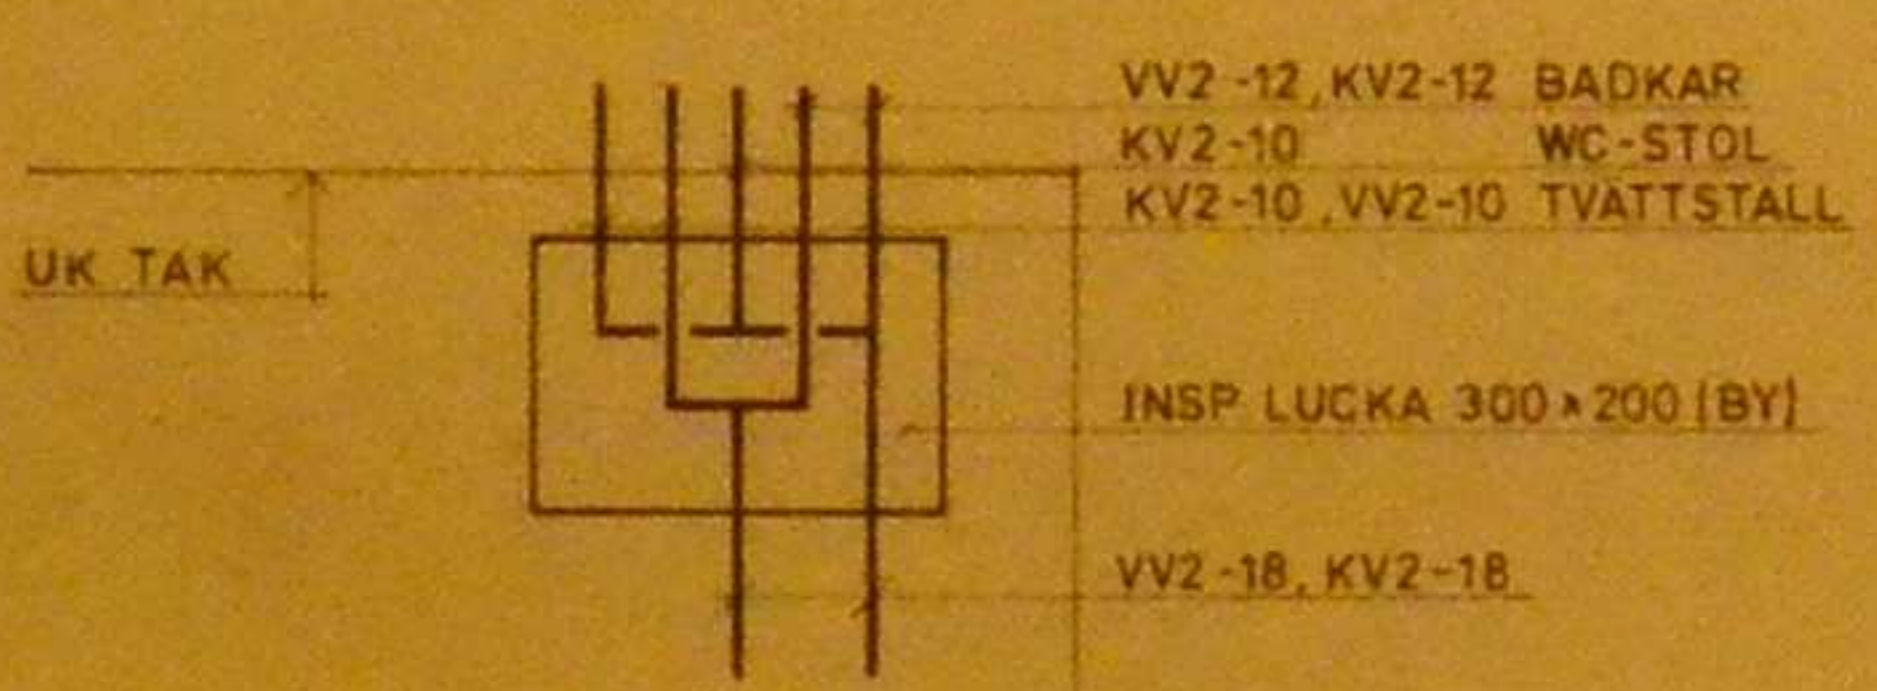 VV2-12, KV2-12 BADKAR
KV2-10 WC-STOL
KV2-10, VV2-10 TVATTSTALL
UK TAK
INSP LUCKA 300 x 200 (BY)
VV2-18, KV2-18